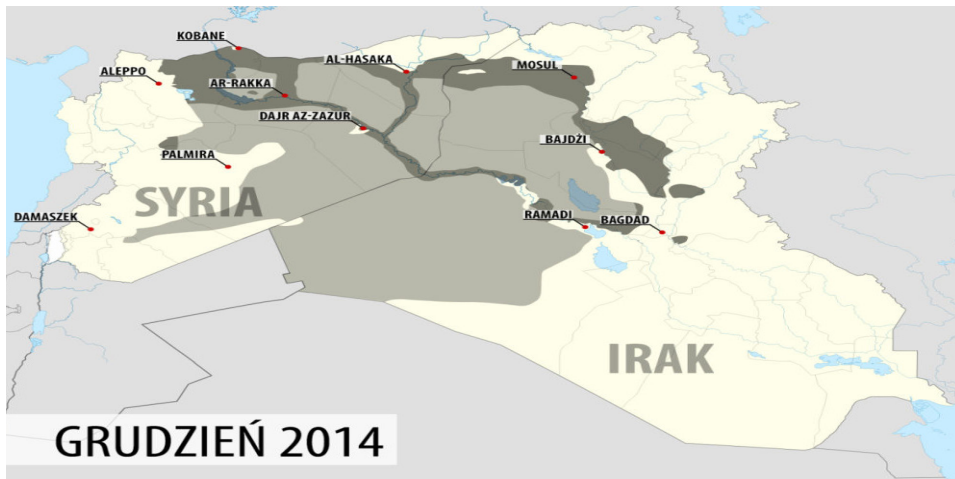 KOBANE
ALEPPO
AL-HASAKA
MOSUL
AR-RAKKA
DAJR AZ-ZAZUR
BAJDŻI
PALMIRA
SYRIA
DAMASZEK
RAMADI
BAGDAD
IRAK
GRUDZIEŃ 2014